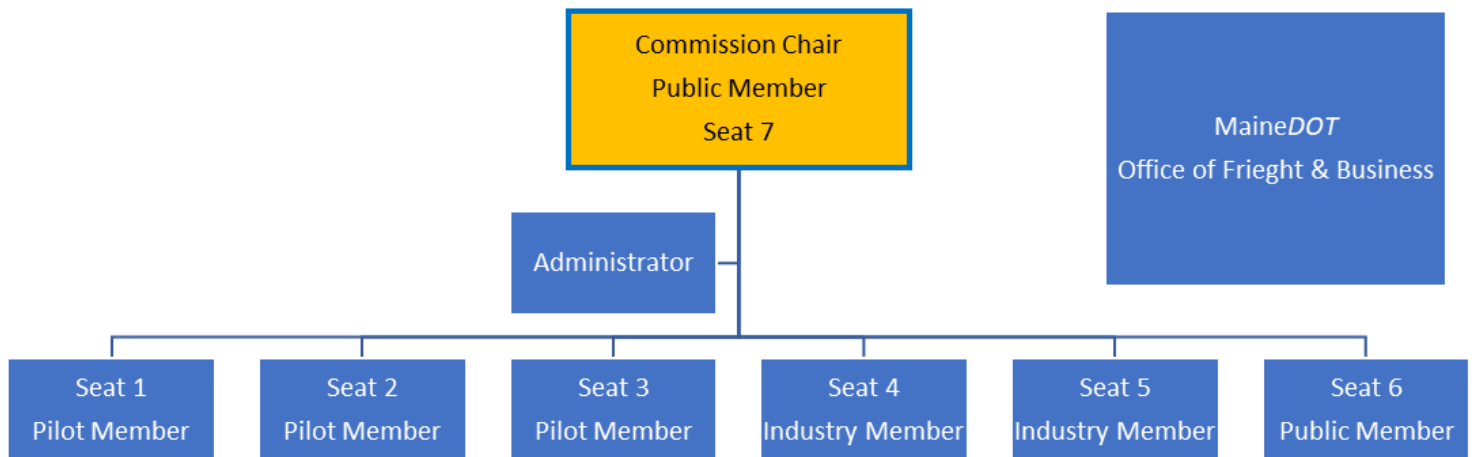 Commission Chair
Public Member
Seat 7
MaineDOT
Office of Frieght & Business
Administrator
Seat 1
Pilot Member
Seat 2
Pilot Member
Seat 3
Pilot Member
Seat 4
Industry Member
Seat 5
Industry Member
Seat 6
Public Member